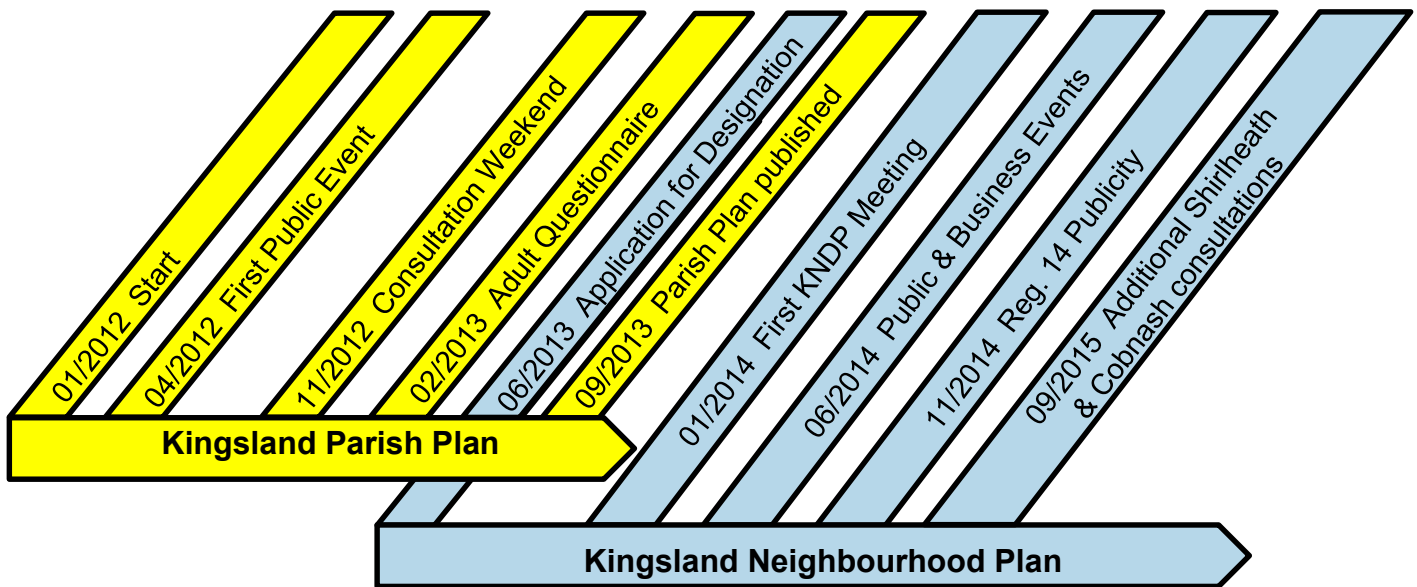 01/2012 Start
04/2012 First Public Event
11/2012 Consultation Weekend
02/2013 Adult Questionnaire
06/2013 Application for Designation
09/2013 Parish Plan published
01/2014 First KNDP Meeting
06/2014 Public & Business Events
11/2014 Reg. 14 Publicity
09/2015 Additional Shirlheath
& Cobnash consultations
Kingsland Parish Plan
Kingsland Neighbourhood Plan